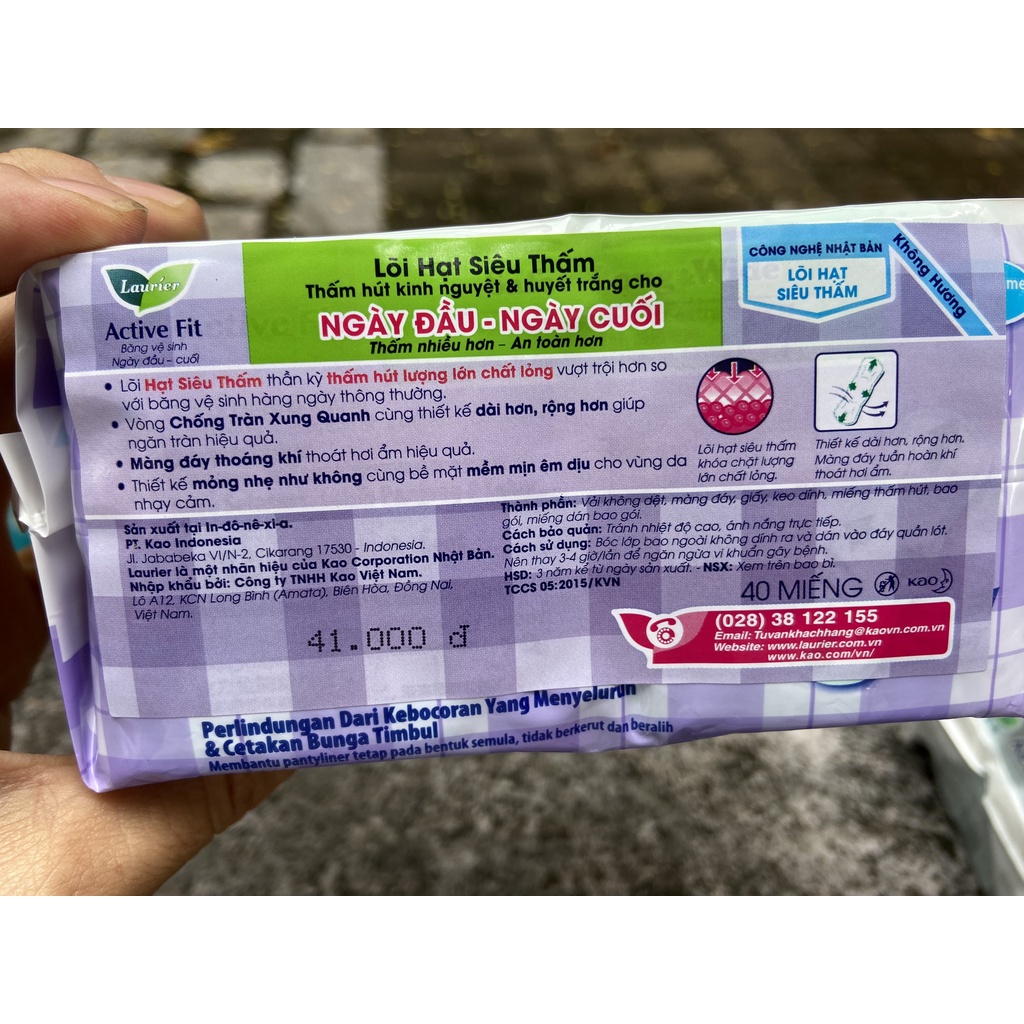 Laurier
Active Fit
Băng vệ sinh
Ngày đầu - cuối
Lõi Hạt Siêu Thấm
Thấm hút kinh nguyệt & huyết trắng cho
NGÀY ĐẦU - NGÀY CUỐI
Thấm nhiều hơn - An toàn hơn
CÔNG NGHỆ NHẬT BẢN
LÕI HẠT
SIÊU THẤM
Không Hương
me
• Lõi Hạt Siêu Thấm thần kỳ thấm hút lượng lớn chất lỏng vượt trội hơn so
với băng vệ sinh hàng ngày thông thường.
• Vòng Chống Tràn Xung Quanh cùng thiết kế dài hơn, rộng hơn giúp
ngăn tràn hiệu quả.
• Màng đáy thoáng khí thoát hơi ẩm hiệu quả.
• Thiết kế mỏng nhẹ như không cùng bề mặt mềm mịn êm dịu cho vùng da
nhạy cảm.
Lõi hạt siêu thấm
khóa chặt lượng
lớn chất lỏng.
Thiết kế dài hơn, rộng hơn.
Màng đáy tuần hoàn khí
thoát hơi ẩm.
Sản xuất tại In-đô-nê-xi-a.
PT. Kao Indonesia
Jl. Jababeka VI/N-2, Cikarang 17530 - Indonesia.
Laurier là một nhãn hiệu của Kao Corporation Nhật Bản.
Nhập khẩu bởi: Công ty TNHH Kao Việt Nam.
Lô A12, KCN Long Bình (Amata), Biên Hòa, Đồng Nai,
Việt Nam.
Thành phần: Vải không dệt, màng đáy, giấy, keo dính, miếng thấm hút, bao
gói, miếng dán bao gói.
Cách bảo quản: Tránh nhiệt độ cao, ánh nắng trực tiếp.
Cách sử dụng: Bóc lớp bao ngoài không dính ra và dán vào đáy quần lót.
Nên thay 3-4 giờ/lần để ngăn ngừa vi khuẩn gây bệnh.
HSD: 3 năm kể từ ngày sản xuất. - NSX: Xem trên bao bì.
TCCS 05:2015/KVN
40 MIẾNG
Kao
41.000 đ
(028) 38 122 155
Email: Tuvankhachhang@kaovn.com.vn
Website: www.laurier.com.vn
www.kao.com/vn/
Perlindungan Dari Kebocoran Yang Menyeluruh
& Cetakan Bunga Timbul
Membantu pantyliner tetap pada bentuk semula, tidak berkerut dan beralih